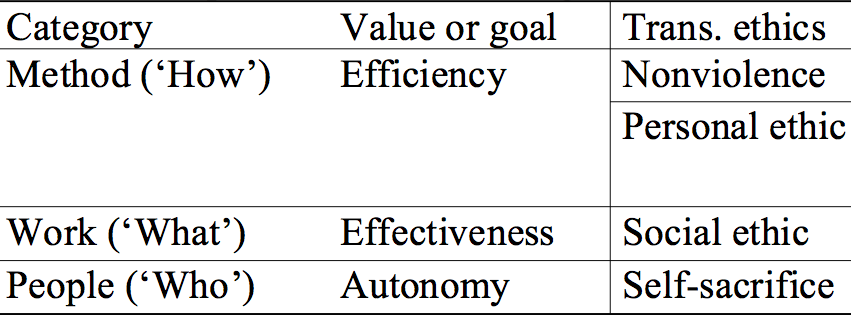 Category Value or goal Trans. ethics
Method (‘How’) Efficiency Nonviolence
Personal ethic
Work (‘What’) Effectiveness Social ethic
People (‘Who’) Autonomy Self-sacrifice